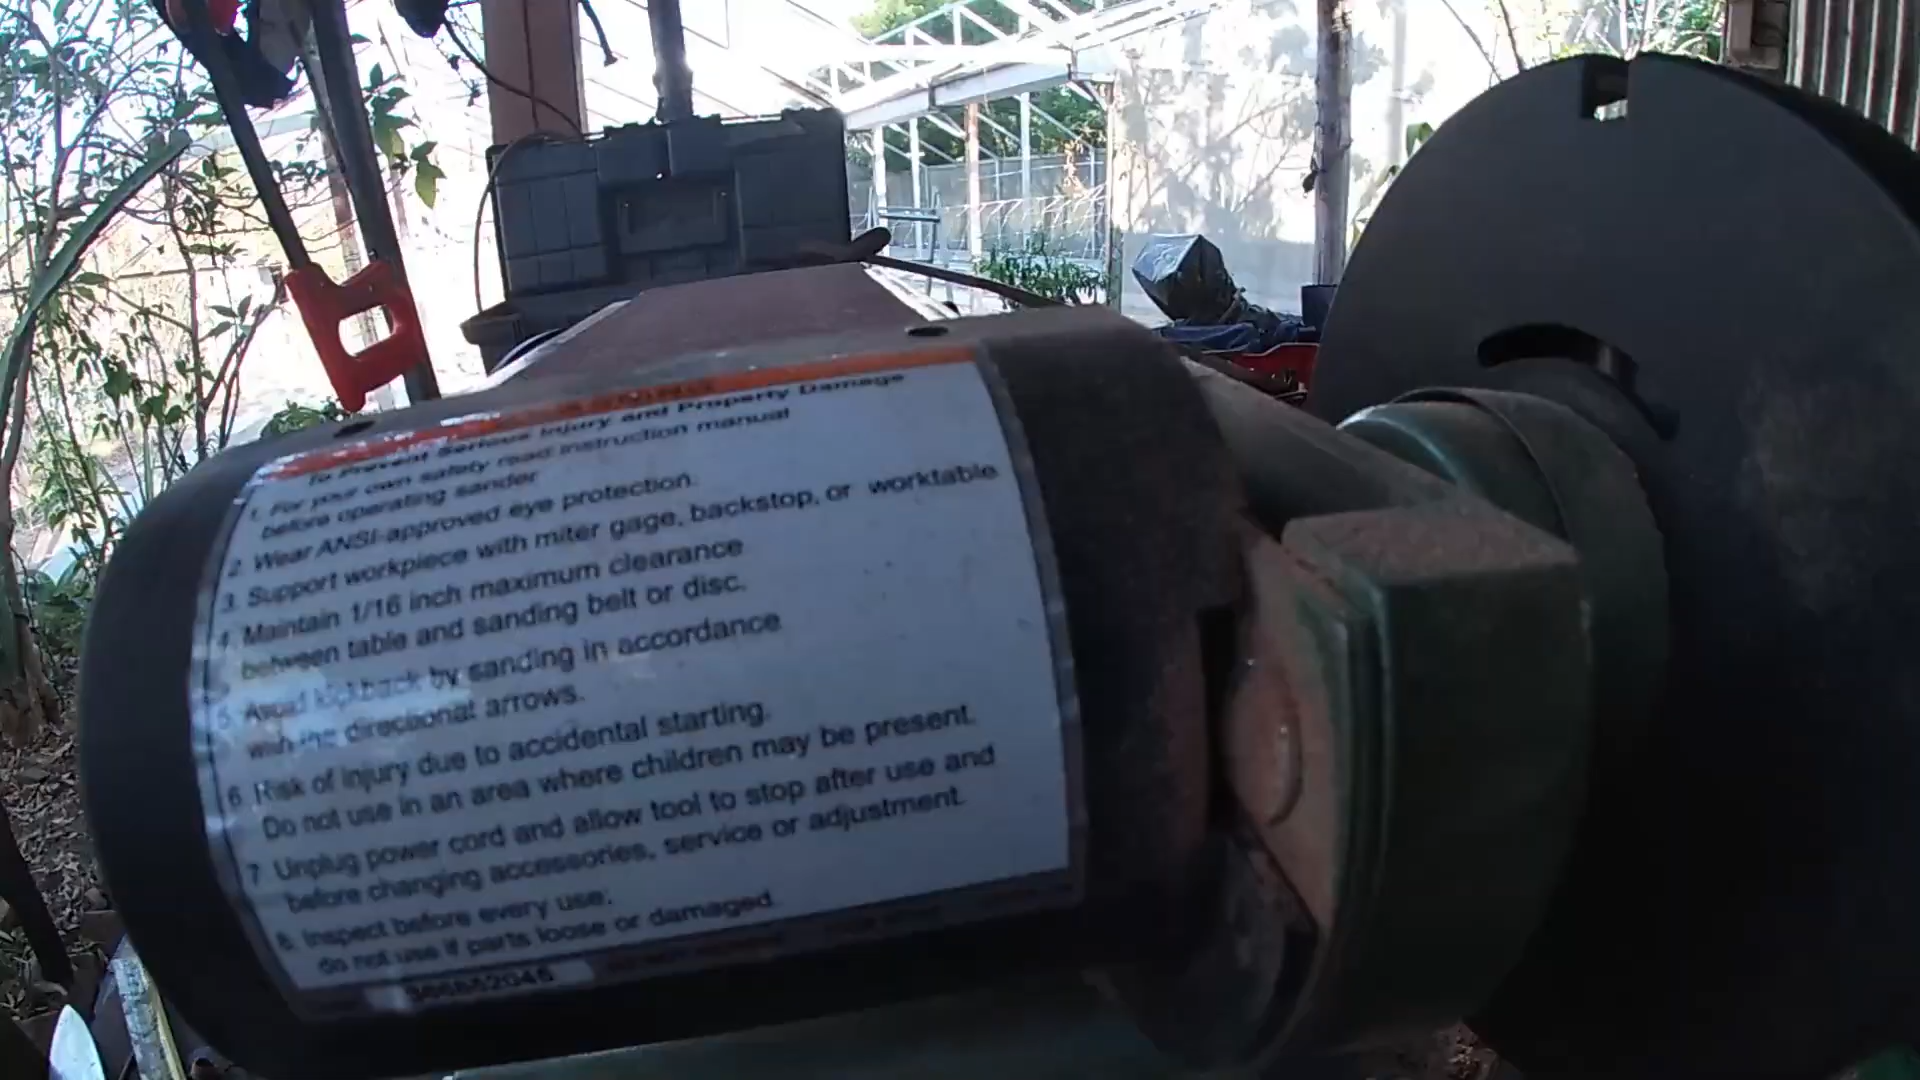 WARNING
To Prevent Serious Injury and Property Damage
1. For your own safety read instruction manual
before operating sander
2. Wear ANSI-approved eye protection.
3. Support workpiece with miter gage, backstop, or worktable
4. Maintain 1/16 inch maximum clearance
between table and sanding belt or disc.
5. Avoid kickback by sanding in accordance
with the directional arrows.
6. Risk of injury due to accidental starting.
Do not use in an area where children may be present.
7. Unplug power cord and allow tool to stop after use and
before changing accessories, service or adjustment.
8. Inspect before every use;
do not use if parts loose or damaged